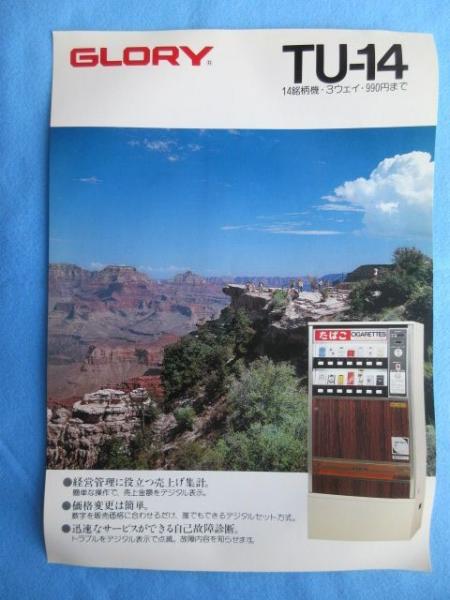 GLORY
TU-14
14銘柄機・3ウェイ・990円まで
たばこ CIGARETTES
●経営管理に役立つ売上げ集計。
簡単な操作で、売上金額をデジタル表示。
●価格変更は簡単。
数字を販売価格に合わせるだけ、誰でもできるデジタルセット方式。
●迅速なサービスができる自己故障診断。
トラブルをデジタル表示で点滅。故障内容を知らせます。